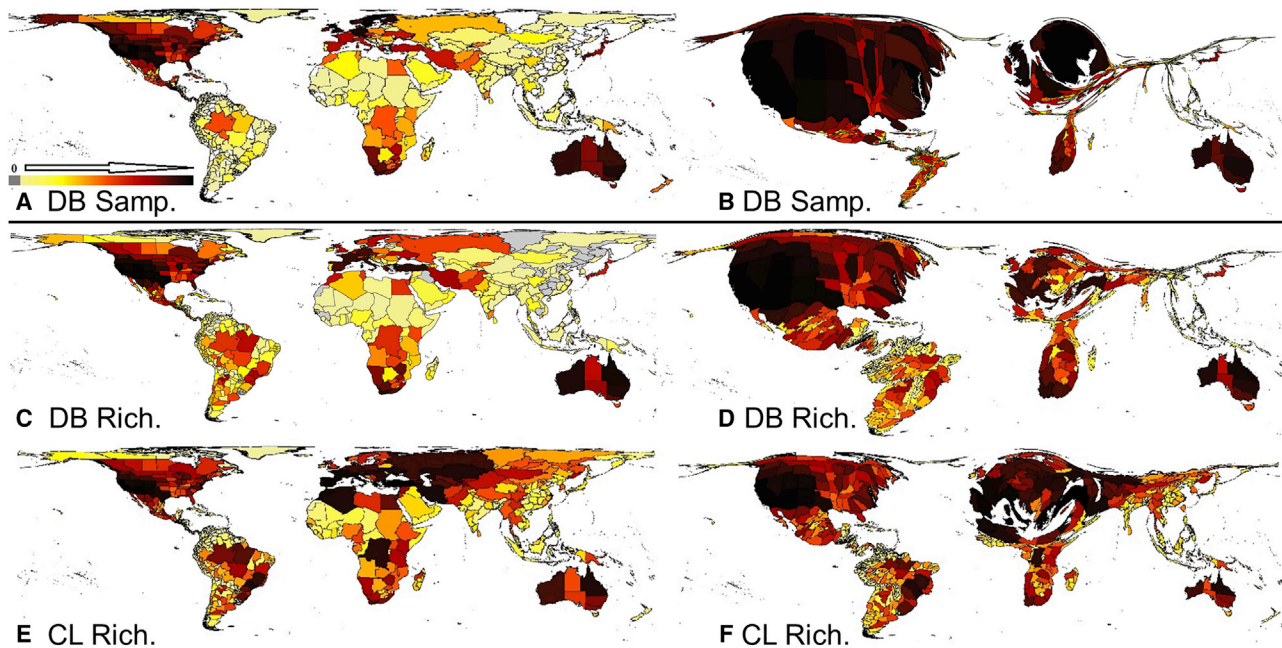 0
A DB Samp.
B DB Samp.
C DB Rich.
D DB Rich.
E CL Rich.
F CL Rich.